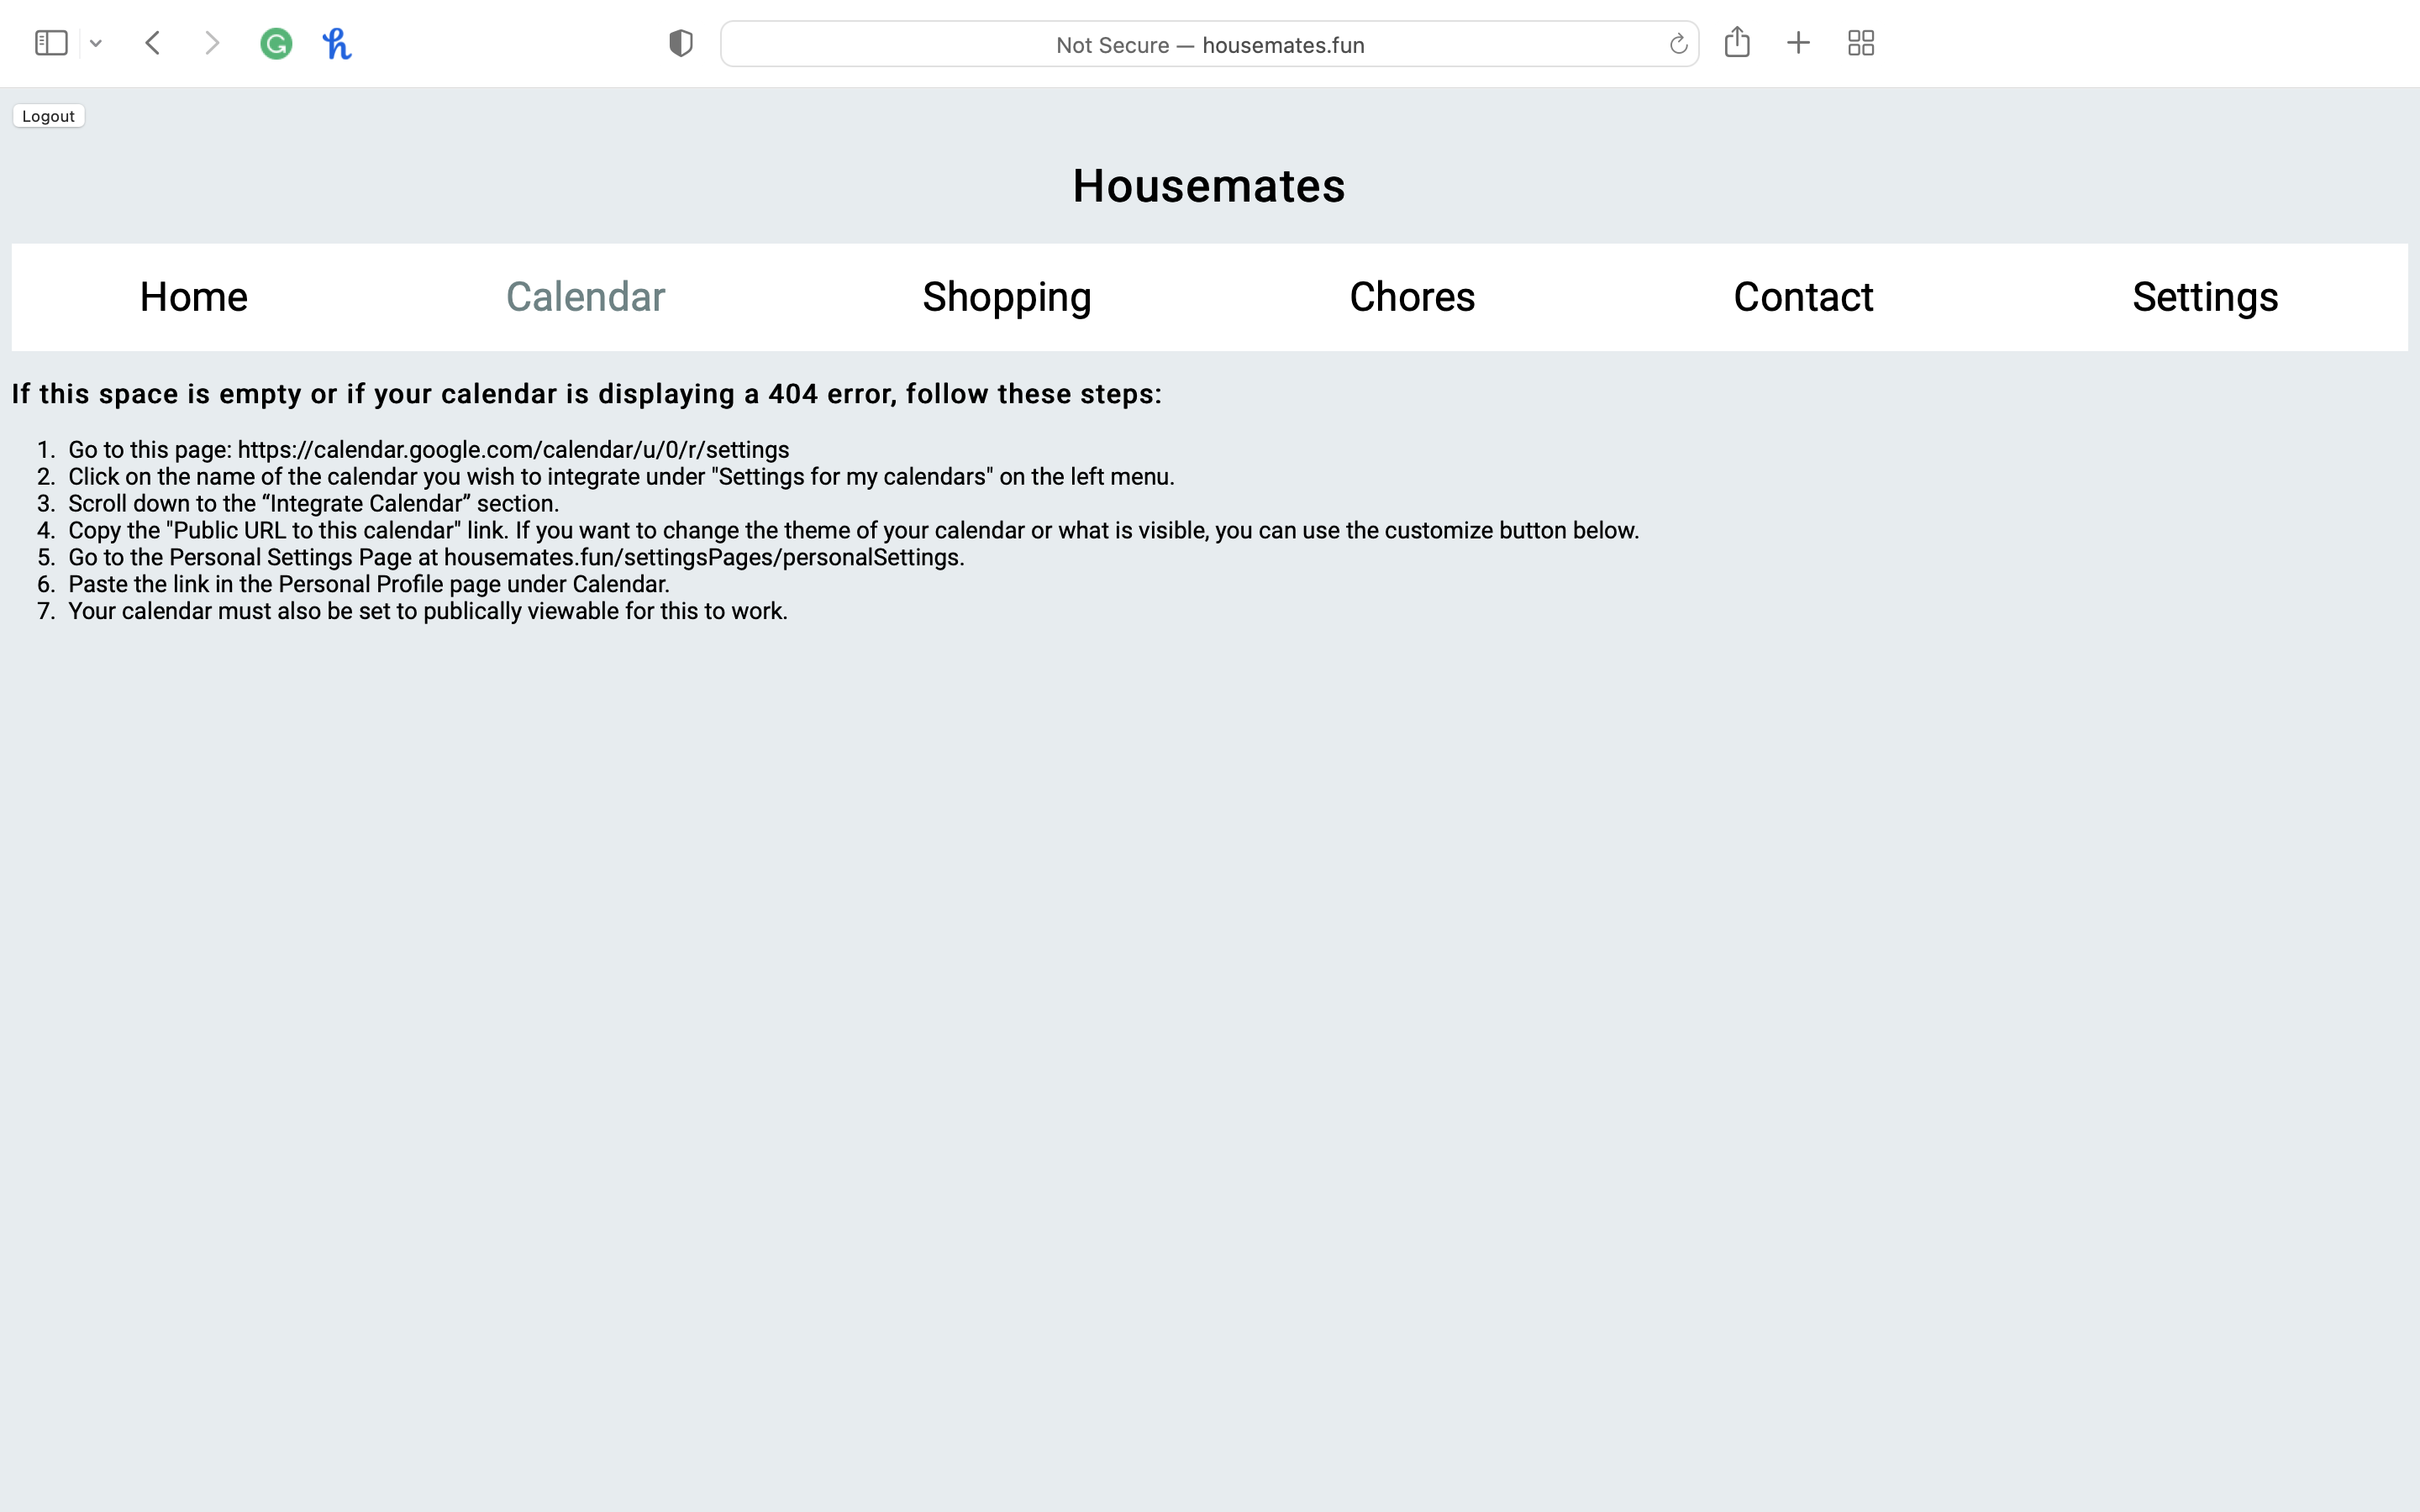 Not Secure — housemates.fun
Logout
Housemates
Home Calendar Shopping Chores Contact Settings
If this space is empty or if your calendar is displaying a 404 error, follow these steps:
1. Go to this page: https://calendar.google.com/calendar/u/0/r/settings
2. Click on the name of the calendar you wish to integrate under "Settings for my calendars" on the left menu.
3. Scroll down to the “Integrate Calendar” section.
4. Copy the "Public URL to this calendar" link. If you want to change the theme of your calendar or what is visible, you can use the customize button below.
5. Go to the Personal Settings Page at housemates.fun/settingsPages/personalSettings.
6. Paste the link in the Personal Profile page under Calendar.
7. Your calendar must also be set to publically viewable for this to work.